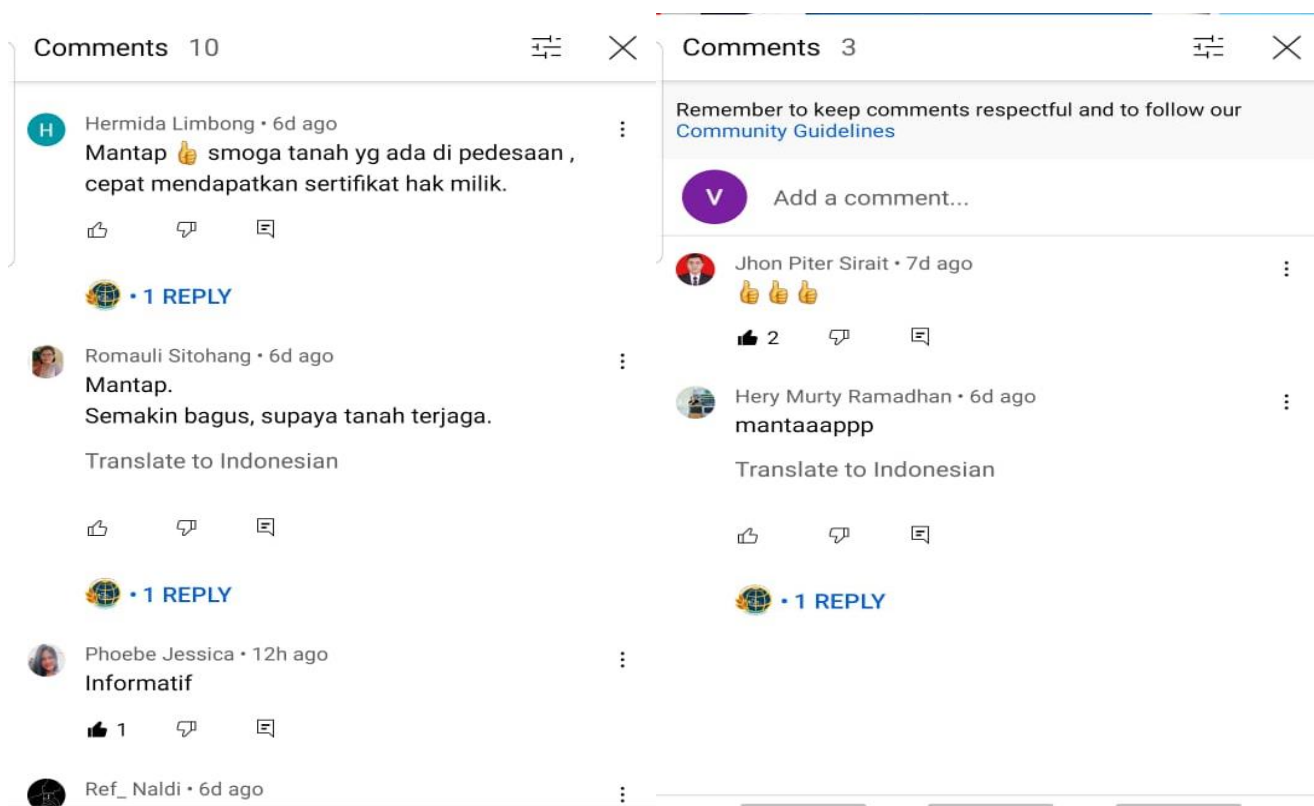 Comments 10
Hermida Limbong • 6d ago
Mantap 👍 smoga tanah yg ada di pedesaan ,
cepat mendapatkan sertifikat hak milik.
• 1 REPLY
Romauli Sitohang • 6d ago
Mantap.
Semakin bagus, supaya tanah terjaga.
Translate to Indonesian
• 1 REPLY
Phoebe Jessica • 12h ago
Informatif
1
Ref_ Naldi • 6d ago
Comments 3
Remember to keep comments respectful and to follow our
Community Guidelines
V
Add a comment...
Jhon Piter Sirait • 7d ago
👍👍👍
2
Hery Murty Ramadhan • 6d ago
mantaaappp
Translate to Indonesian
• 1 REPLY
H